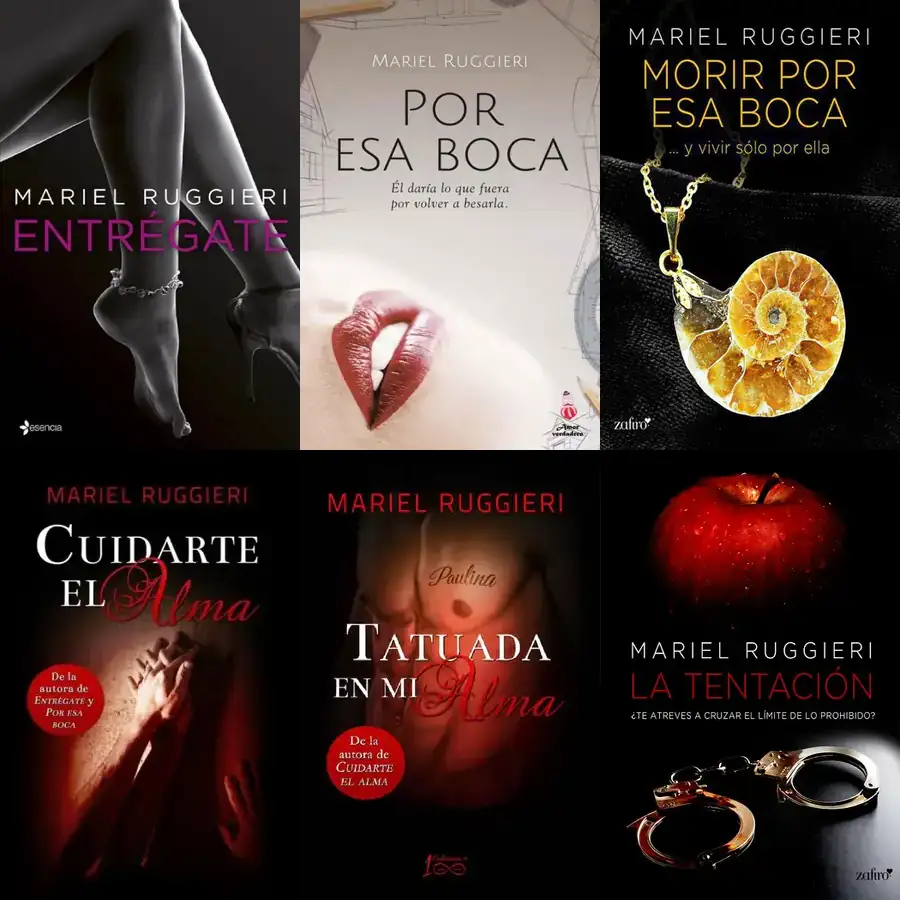 MARIEL RUGGIERI
ENTRÉGATE
esencia
MARIEL RUGGIERI
POR
ESA BOCA
Él daría lo que fuera
por volver a besarla.
Amor
verdadero
MARIEL RUGGIERI
MORIR POR
ESA BOCA
... y vivir sólo por ella
zafiro
MARIEL RUGGIERI
CUIDARTE
EL Alma
De la
autora de
ENTRÉGATE y
POR ESA
BOCA
MARIEL RUGGIERI
Paulina
TATUADA
EN MI Alma
De la
autora de
CUIDARTE
EL ALMA
MARIEL RUGGIERI
LA TENTACIÓN
¿TE ATREVES A CRUZAR EL LÍMITE DE LO PROHIBIDO?
zafiro